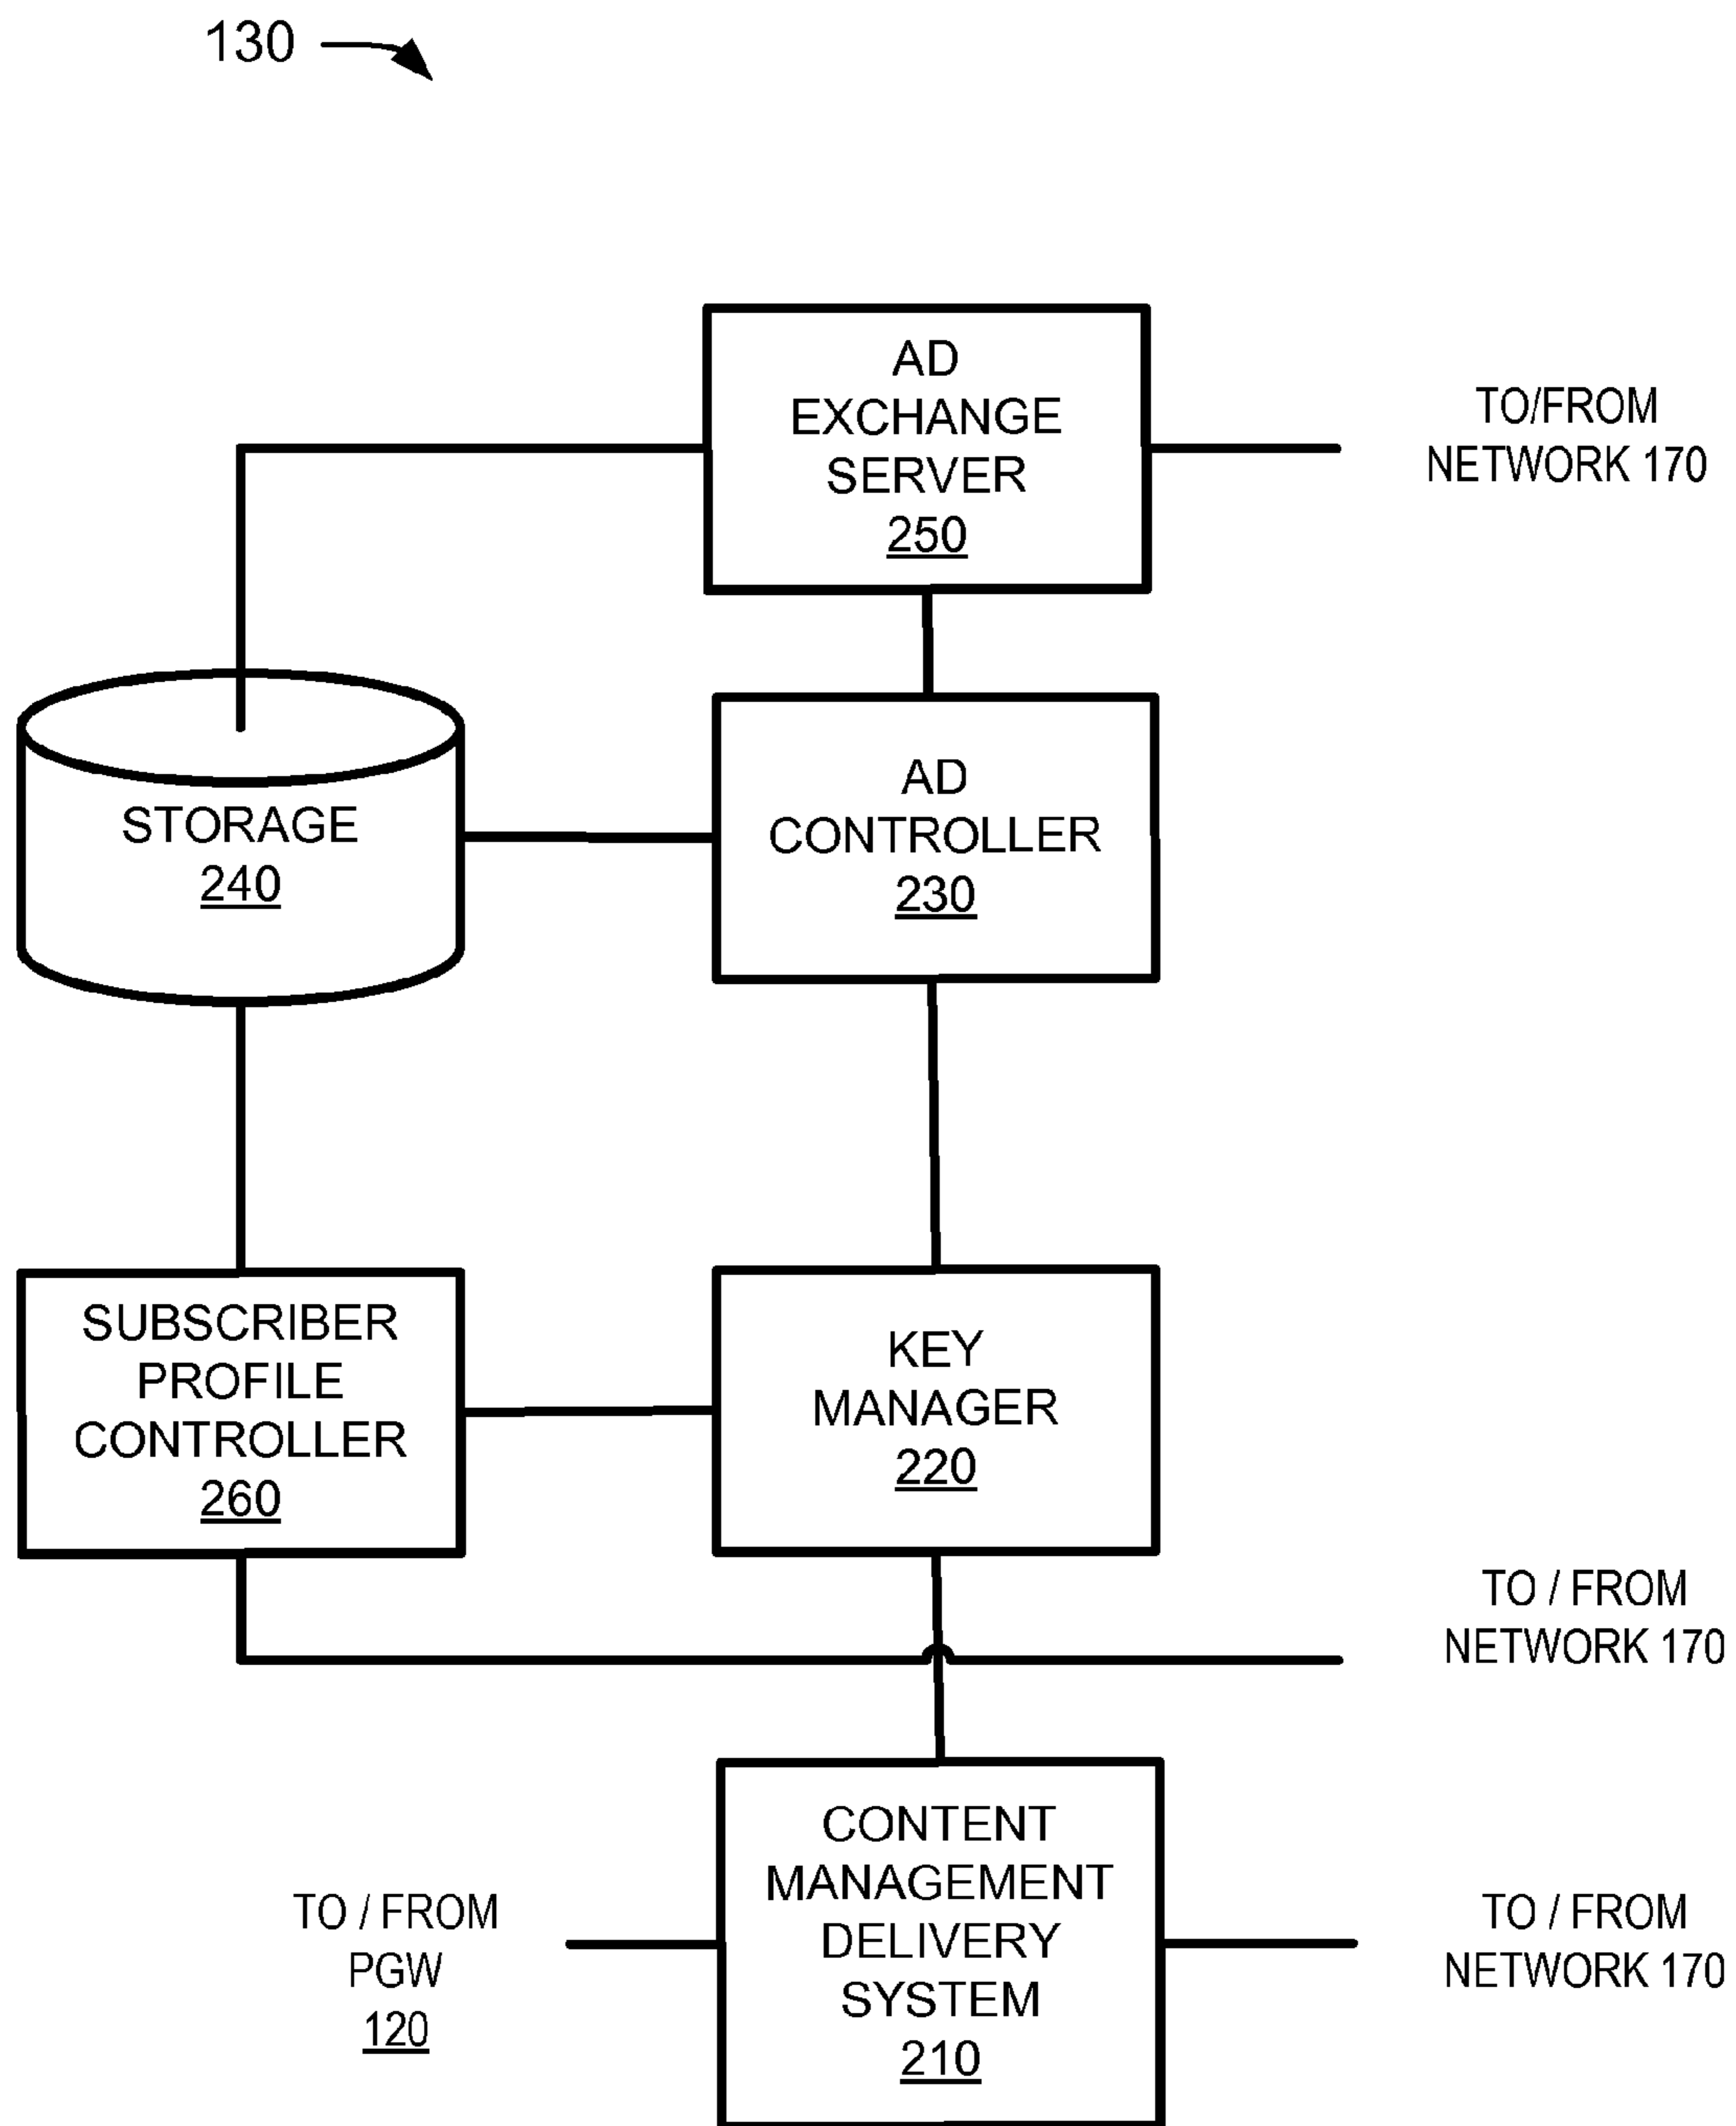 130
AD
EXCHANGE
SERVER
250
TO/FROM
NETWORK 170
STORAGE
240
AD
CONTROLLER
230
SUBSCRIBER
PROFILE
CONTROLLER
260
KEY
MANAGER
220
TO / FROM
NETWORK 170
TO / FROM
PGW
120
CONTENT
MANAGEMENT
DELIVERY
SYSTEM
210
TO / FROM
NETWORK 170